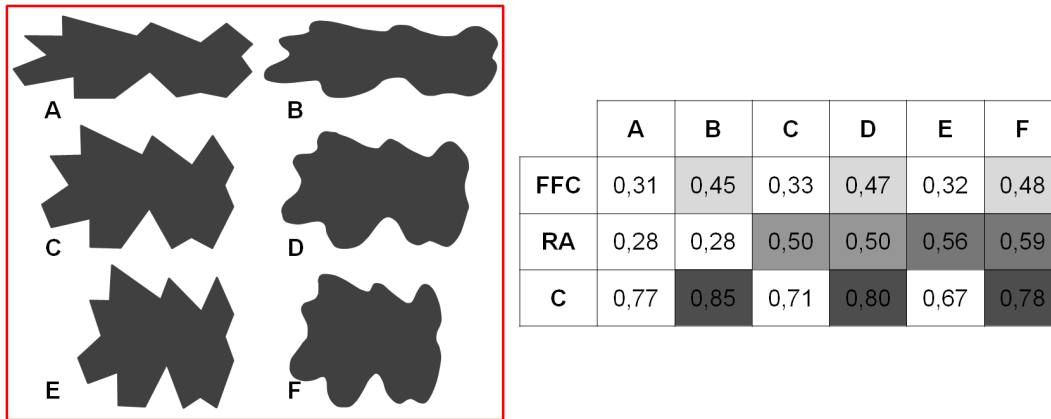 A B
C D
E F
A B C D E F
FFC 0,31 0,45 0,33 0,47 0,32 0,48
RA 0,28 0,28 0,50 0,50 0,56 0,59
C 0,77 0,85 0,71 0,80 0,67 0,78